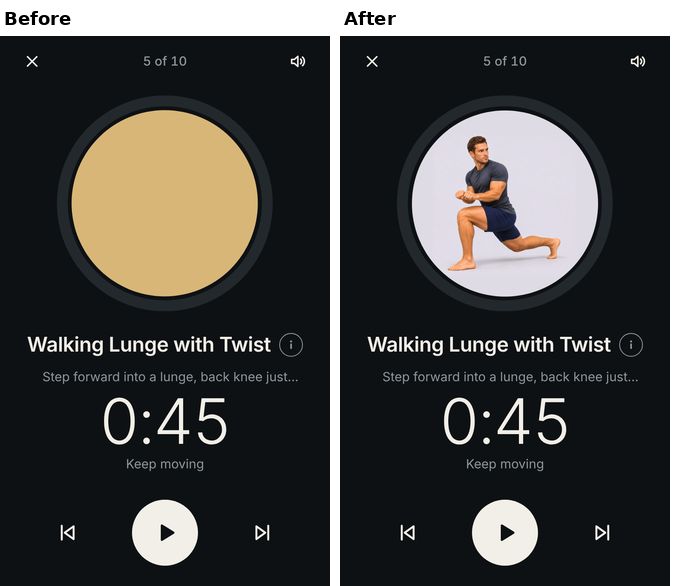 Before
5 of 10
Walking Lunge with Twist
Step forward into a lunge, back knee just...
0:45
Keep moving
After
5 of 10
Walking Lunge with Twist
Step forward into a lunge, back knee just...
0:45
Keep moving